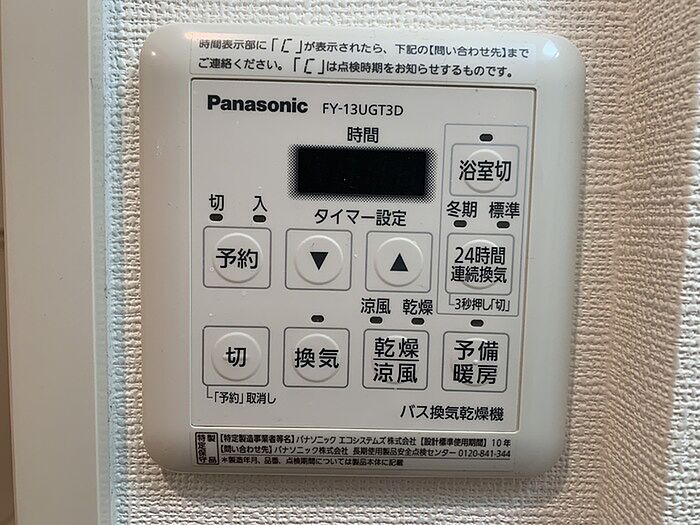 時間表示部に「ː」が表示されたら、下記の【問い合わせ先】まで
ご連絡ください。「ː」は点検時期をお知らせするものです。
Panasonic FY-13UGT3D
時間
浴室切
切 入
タイマー設定
冬期 標準
予約
▼
▲
24時間
連続換気
3秒押し「切」
涼風 乾燥
切
換気
乾燥
涼風
予備
暖房
「予約」取消し
バス換気乾燥機
特定保守製品
【特定製造事業者等名】パナソニック エコシステムズ株式会社 【設計標準使用期間】10年
【問い合わせ先】パナソニック株式会社 長期使用製品安全点検センター 0120-841-344
*製造年月、品番、点検期間については製品本体に記載